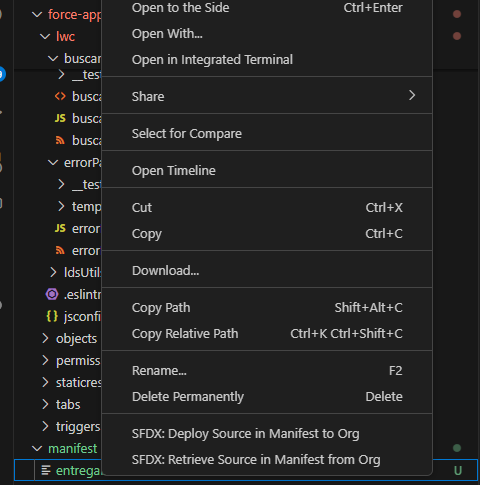 force-app
lwc
Open to the Side Ctrl+Enter
Open With...
Open in Integrated Terminal
Share
Select for Compare
Open Timeline
Cut Ctrl+X
Copy Ctrl+C
Download...
Copy Path Shift+Alt+C
Copy Relative Path Ctrl+K Ctrl+Shift+C
Rename... F2
Delete Permanently Delete
SFDX: Deploy Source in Manifest to Org
SFDX: Retrieve Source in Manifest from Org
buscar
__tes
<> busca
JS busca
busca
errorPa
__tes
temp
JS error
error
ldsUtils
.eslintr
{} jsconfi
objects
permiss
staticres
tabs
triggers
manifest
entrega U